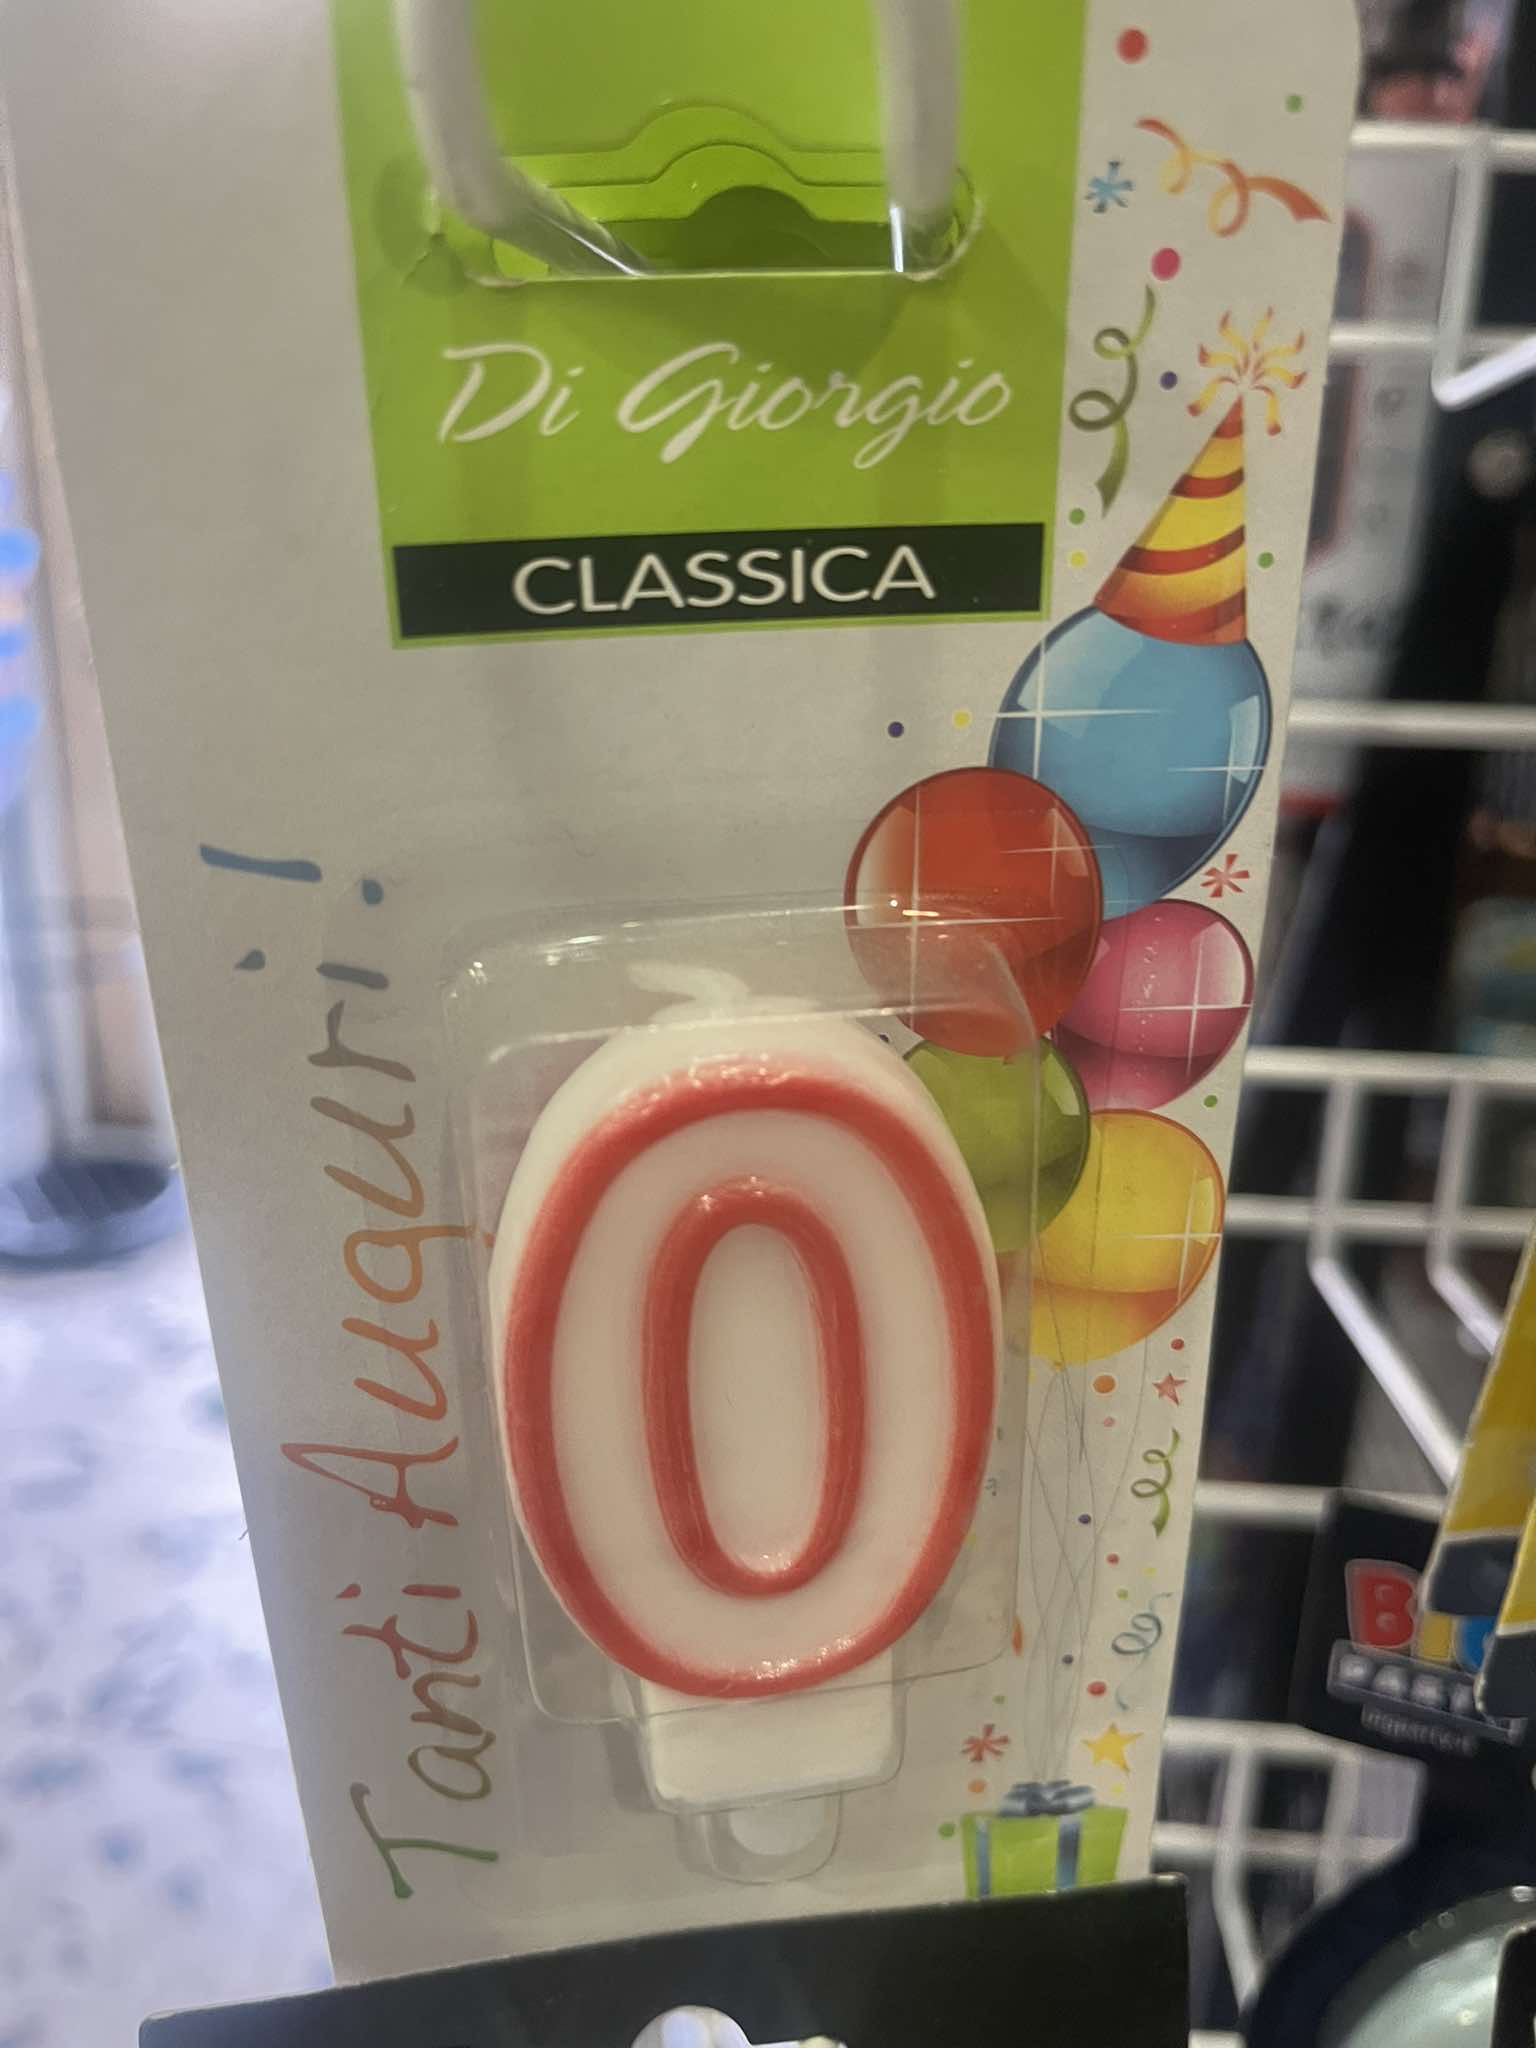 Di Giorgio
CLASSICA
Tanti Auguri!
0